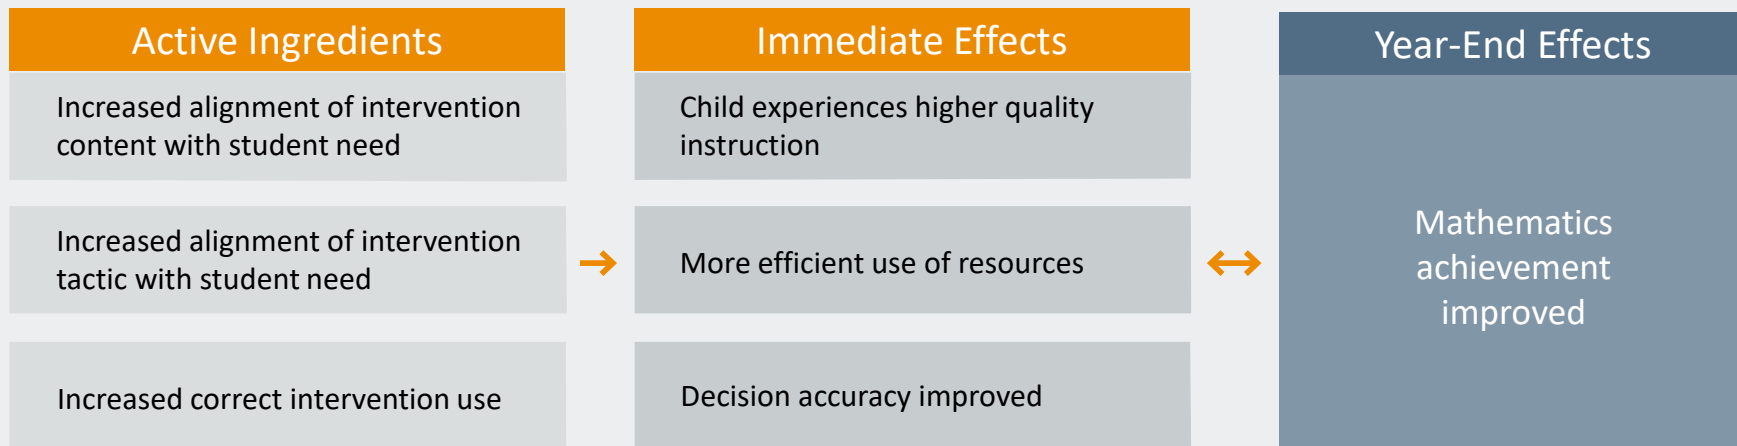 Active Ingredients
Increased alignment of intervention
content with student need
Increased alignment of intervention
tactic with student need
Increased correct intervention use
Immediate Effects
Child experiences higher quality
instruction
More efficient use of resources
Decision accuracy improved
Year-End Effects
Mathematics
achievement
improved